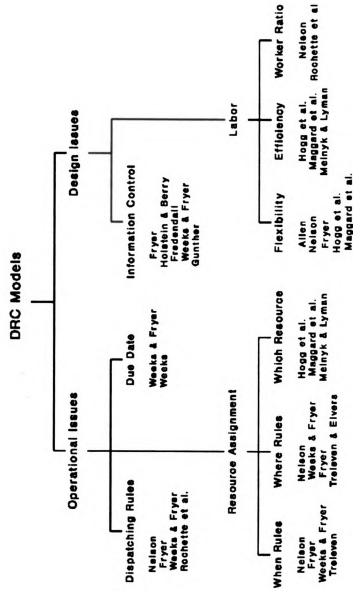 DRC Models
Operational Issues
Design Issues
Dispatching Rules
Nelson
Fryer
Weeks & Fryer
Rochette et al.
Due Date
Weeks & Fryer
Weeks
Information Control
Fryer
Holstein & Berry
Fredendall
Weeks & Fryer
Gunther
Resource Assignment
Labor
When Rules
Nelson
Fryer
Weeks & Fryer
Treleven
Where Rules
Nelson
Weeks & Fryer
Fryer
Treleven & Elvers
Which Resource
Hogg et al.
Maggard et al.
Melnyk & Lyman
Flexibility
Allen
Nelson
Fryer
Hogg et al.
Maggard et al.
Efficiency
Hogg et al.
Maggard et al.
Melnyk & Lyman
Worker Ratio
Nelson
Rochette et al